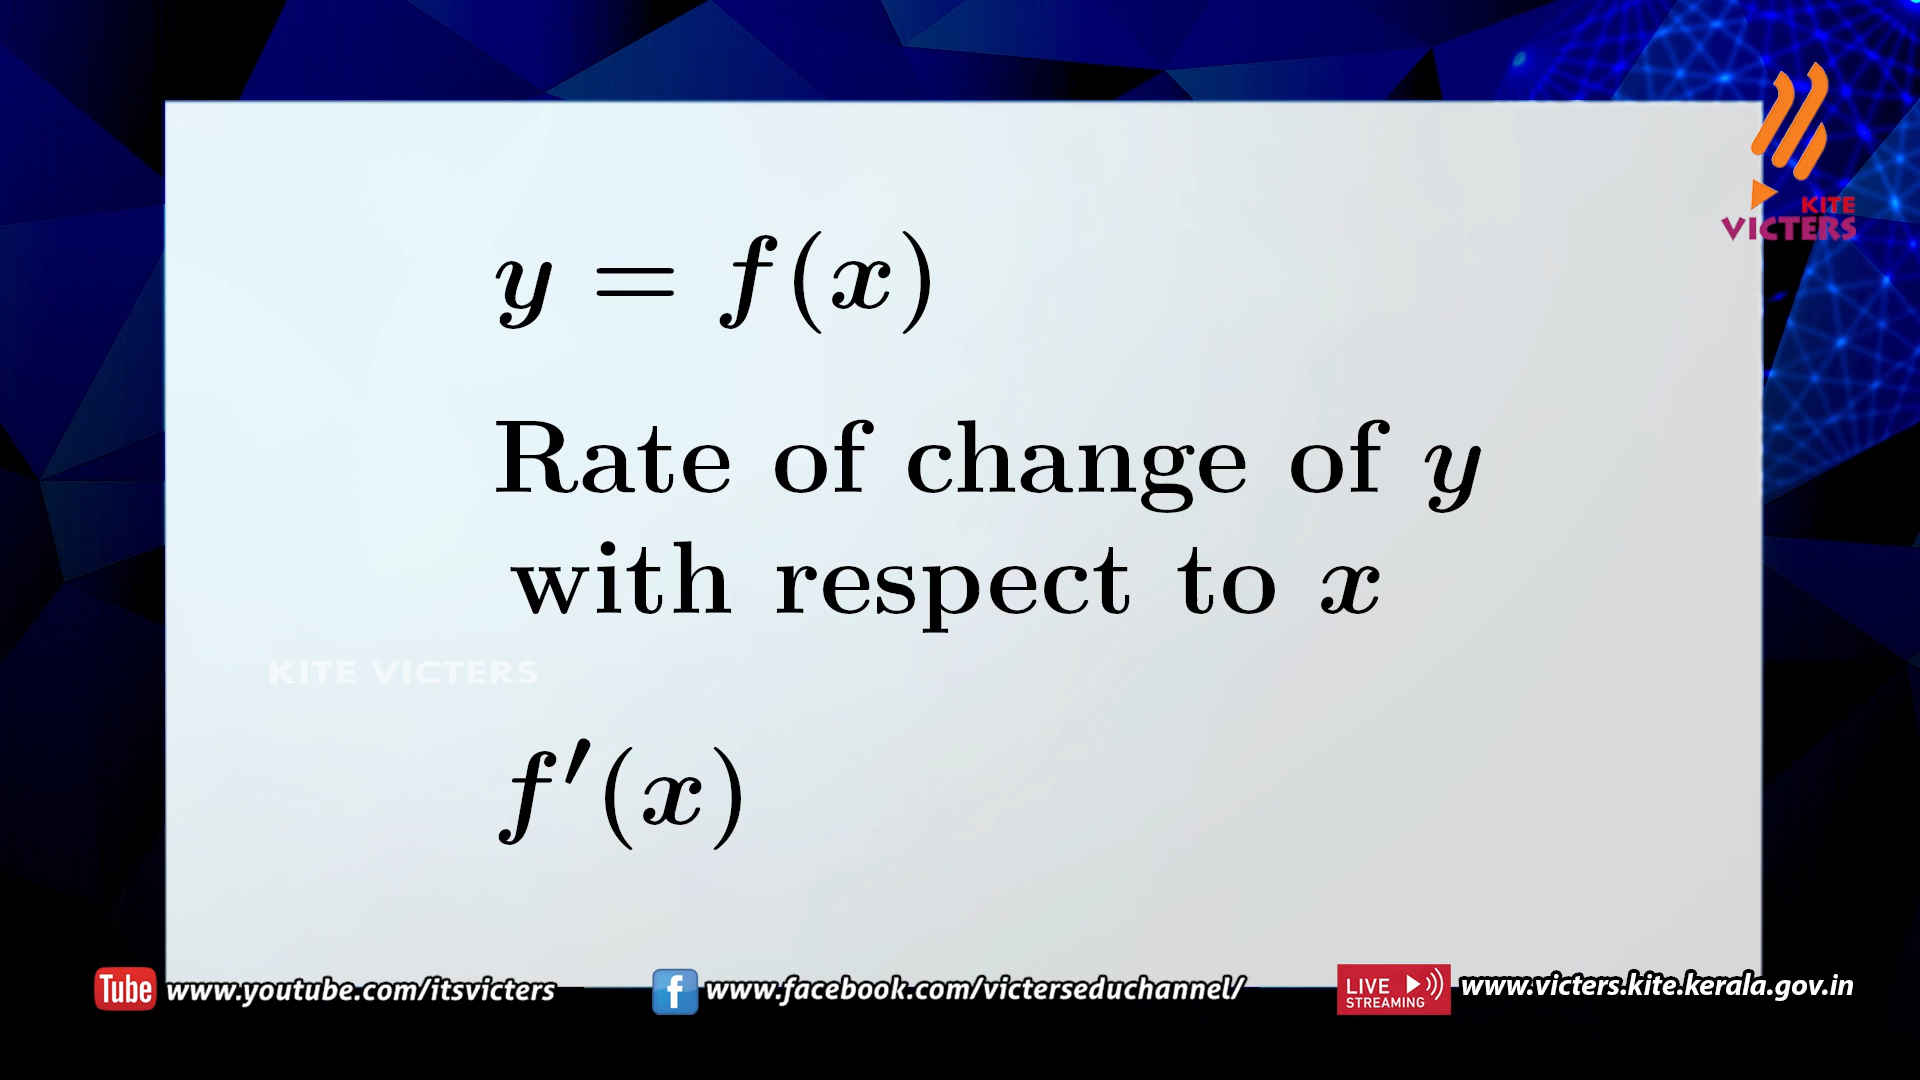 KITE
VICTERS
y = f(x)
Rate of change of y
with respect to x
KITE VICTERS
f′(x)
Tube www.youtube.com/itsvicters
f www.facebook.com/victerseduchannel/
LIVE STREAMING www.victers.kite.kerala.gov.in